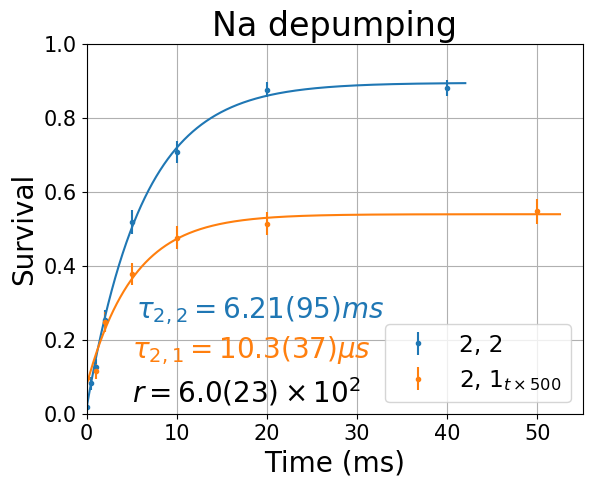 Na depumping
1.0
0.8
0.6
0.4
0.2
0.0
Survival
τ2,2 = 6.21(95)ms
τ2,1 = 10.3(37)μs
r = 6.0(23) × 10²
2, 2
2, 1t×500
0 10 20 30 40 50
Time (ms)